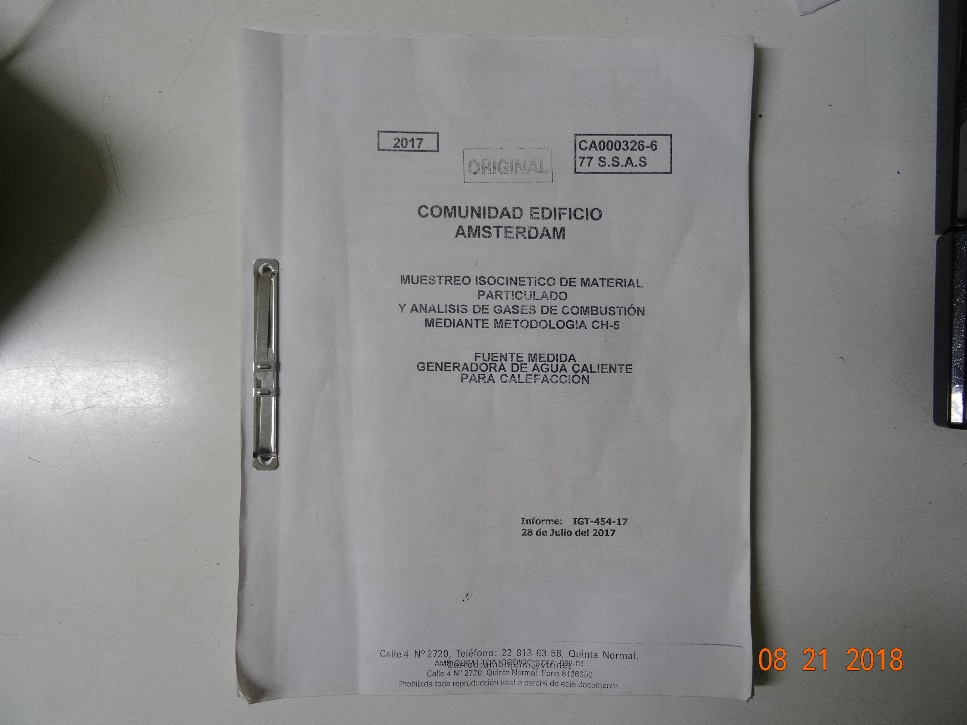 2017
ORIGINAL
CA000326-6
77 S.S.A.S
COMUNIDAD EDIFICIO
AMSTERDAM
MUESTREO ISOCINETICO DE MATERIAL
PARTICULADO
Y ANALISIS DE GASES DE COMBUSTIÓN
MEDIANTE METODOLOGIA CH-5
FUENTE MEDIDA
GENERADORA DE AGUA CALIENTE
PARA CALEFACCIÓN
Informe: IGT-454-17
28 de Julio del 2017
Calle 4 N° 2720, Teléfono: 22 813 63 58, Quinta Normal.
Calle 4 N° 2720, Quinta Normal, Fono 8136358
Prohibida toda reproducción total o parcial de este documento
08 21 2018